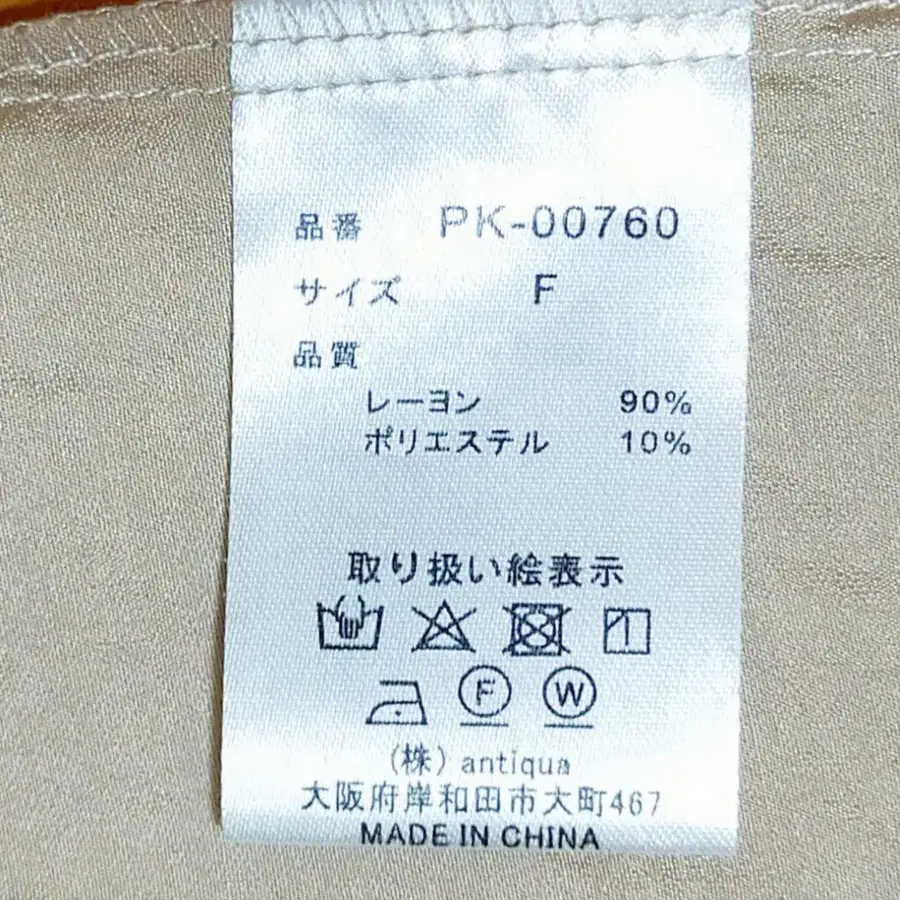 品番 PK-00760
サイズ F
品質
レーヨン 90%
ポリエステル 10%
取り扱い絵表示
F W
(株) antiqua
大阪府岸和田市大町467
MADE IN CHINA